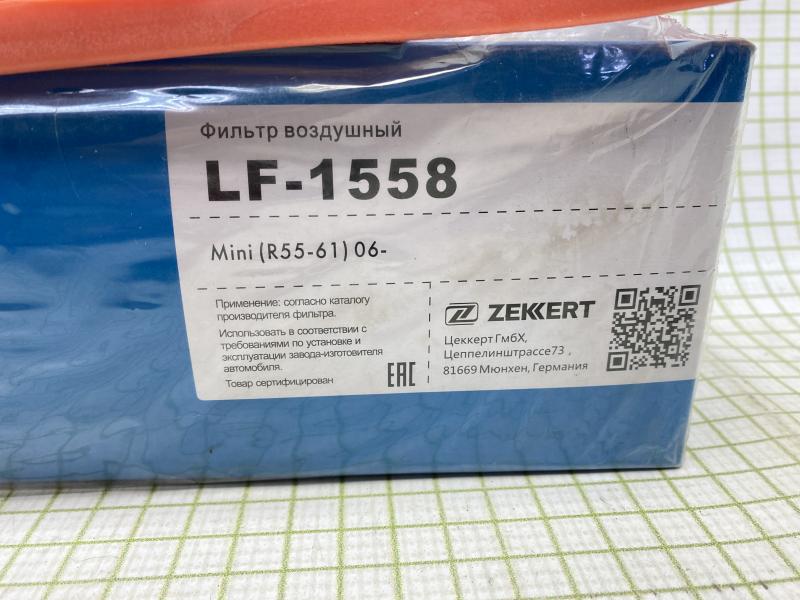 Фильтр воздушный
LF-1558
Mini (R55-61) 06-
Применение: согласно каталогу
производителя фильтра.
Использовать в соответствии с
требованиями по установке и
эксплуатации завода-изготовителя
автомобиля.
Товар сертифицирован
EAC
ZEKKERT
Цеккерт ГмбХ,
Цеппелинштрассе73 ,
81669 Мюнхен, Германия